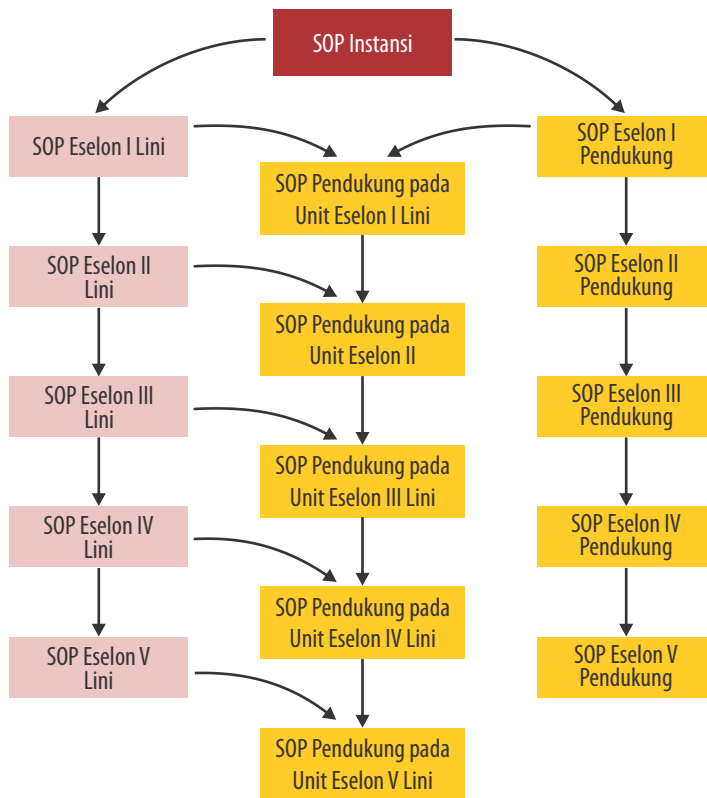 SOP Instansi
SOP Eselon I Lini
SOP Eselon I
Pendukung
SOP Pendukung pada
Unit Eselon I Lini
SOP Eselon II
Lini
SOP Eselon II
Pendukung
SOP Pendukung pada
Unit Eselon II
SOP Eselon III
Lini
SOP Eselon III
Pendukung
SOP Pendukung pada
Unit Eselon III Lini
SOP Eselon IV
Lini
SOP Eselon IV
Pendukung
SOP Pendukung pada
Unit Eselon IV Lini
SOP Eselon V
Lini
SOP Eselon V
Pendukung
SOP Pendukung pada
Unit Eselon V Lini